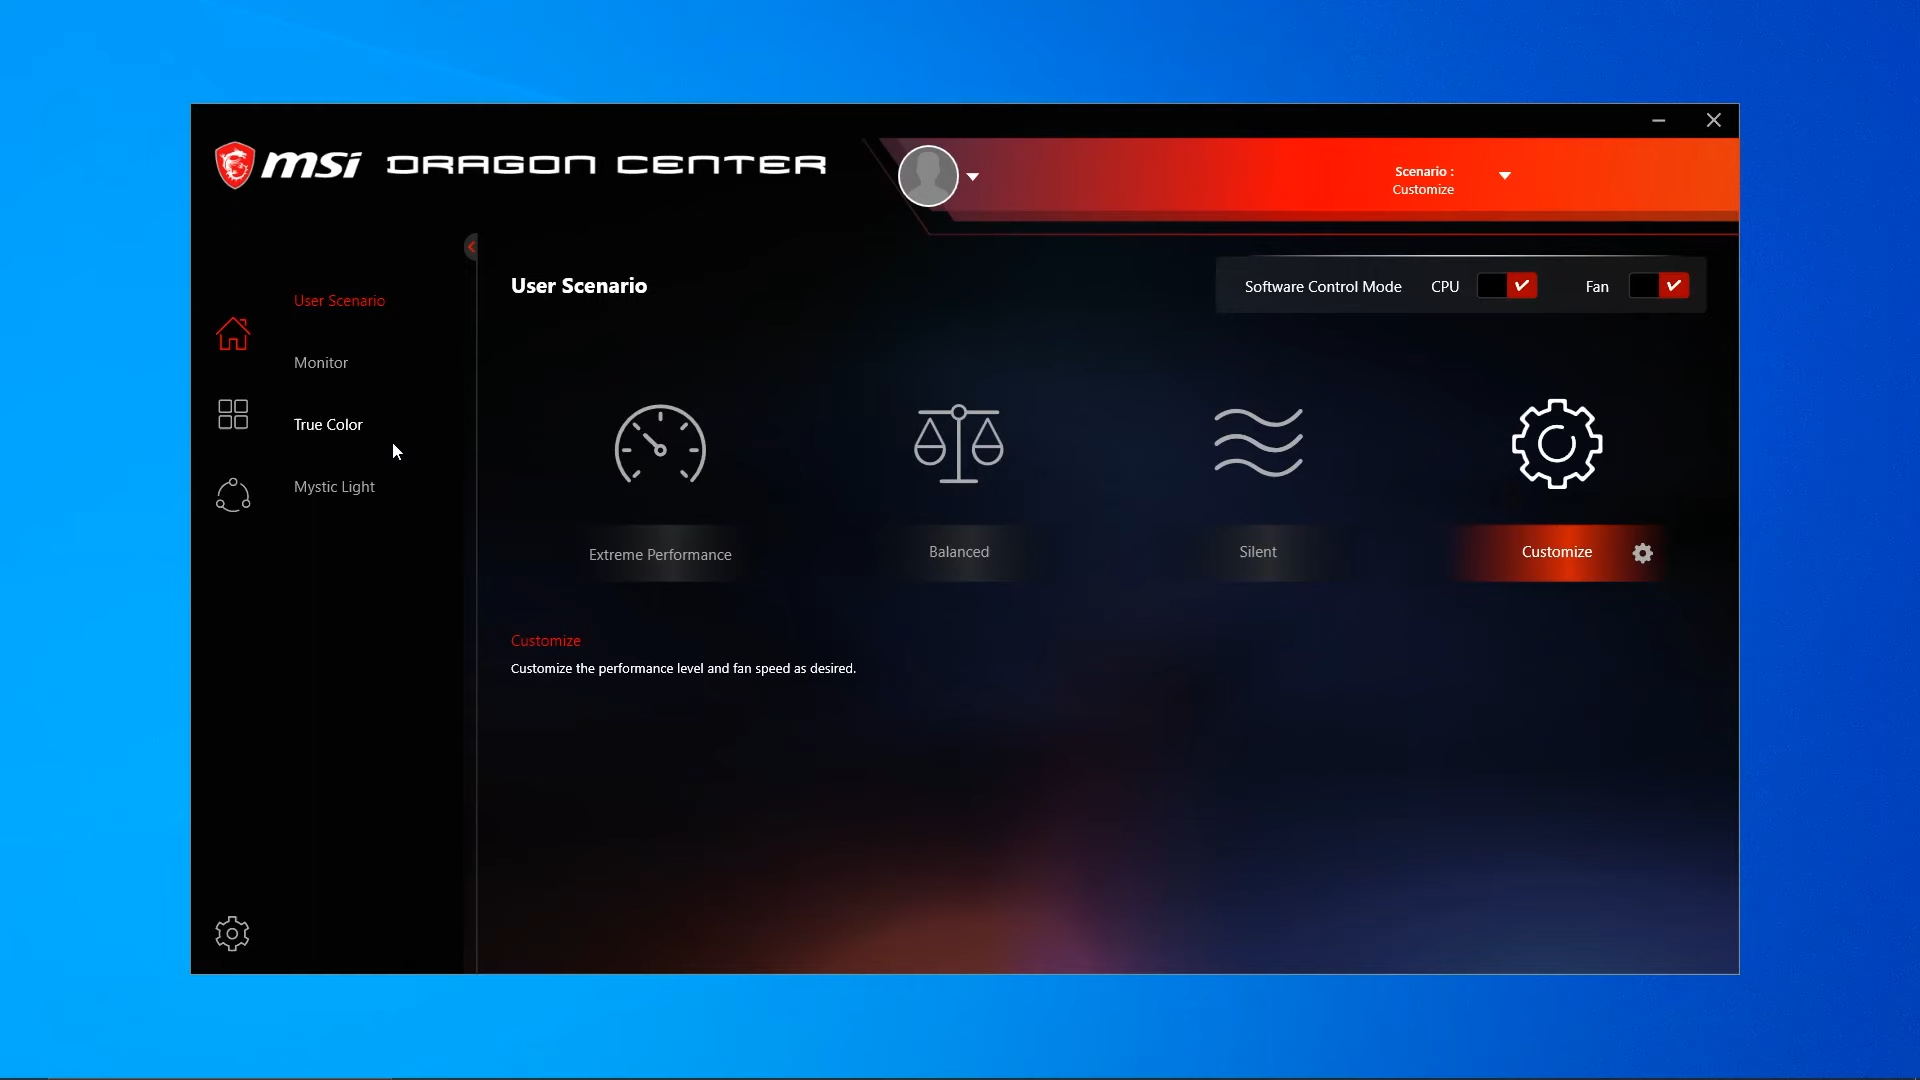 msi DRAGON CENTER
Scenario :
Customize
User Scenario
Monitor
True Color
Mystic Light
User Scenario
Software Control Mode CPU Fan
Extreme Performance
Balanced
Silent
Customize
Customize
Customize the performance level and fan speed as desired.